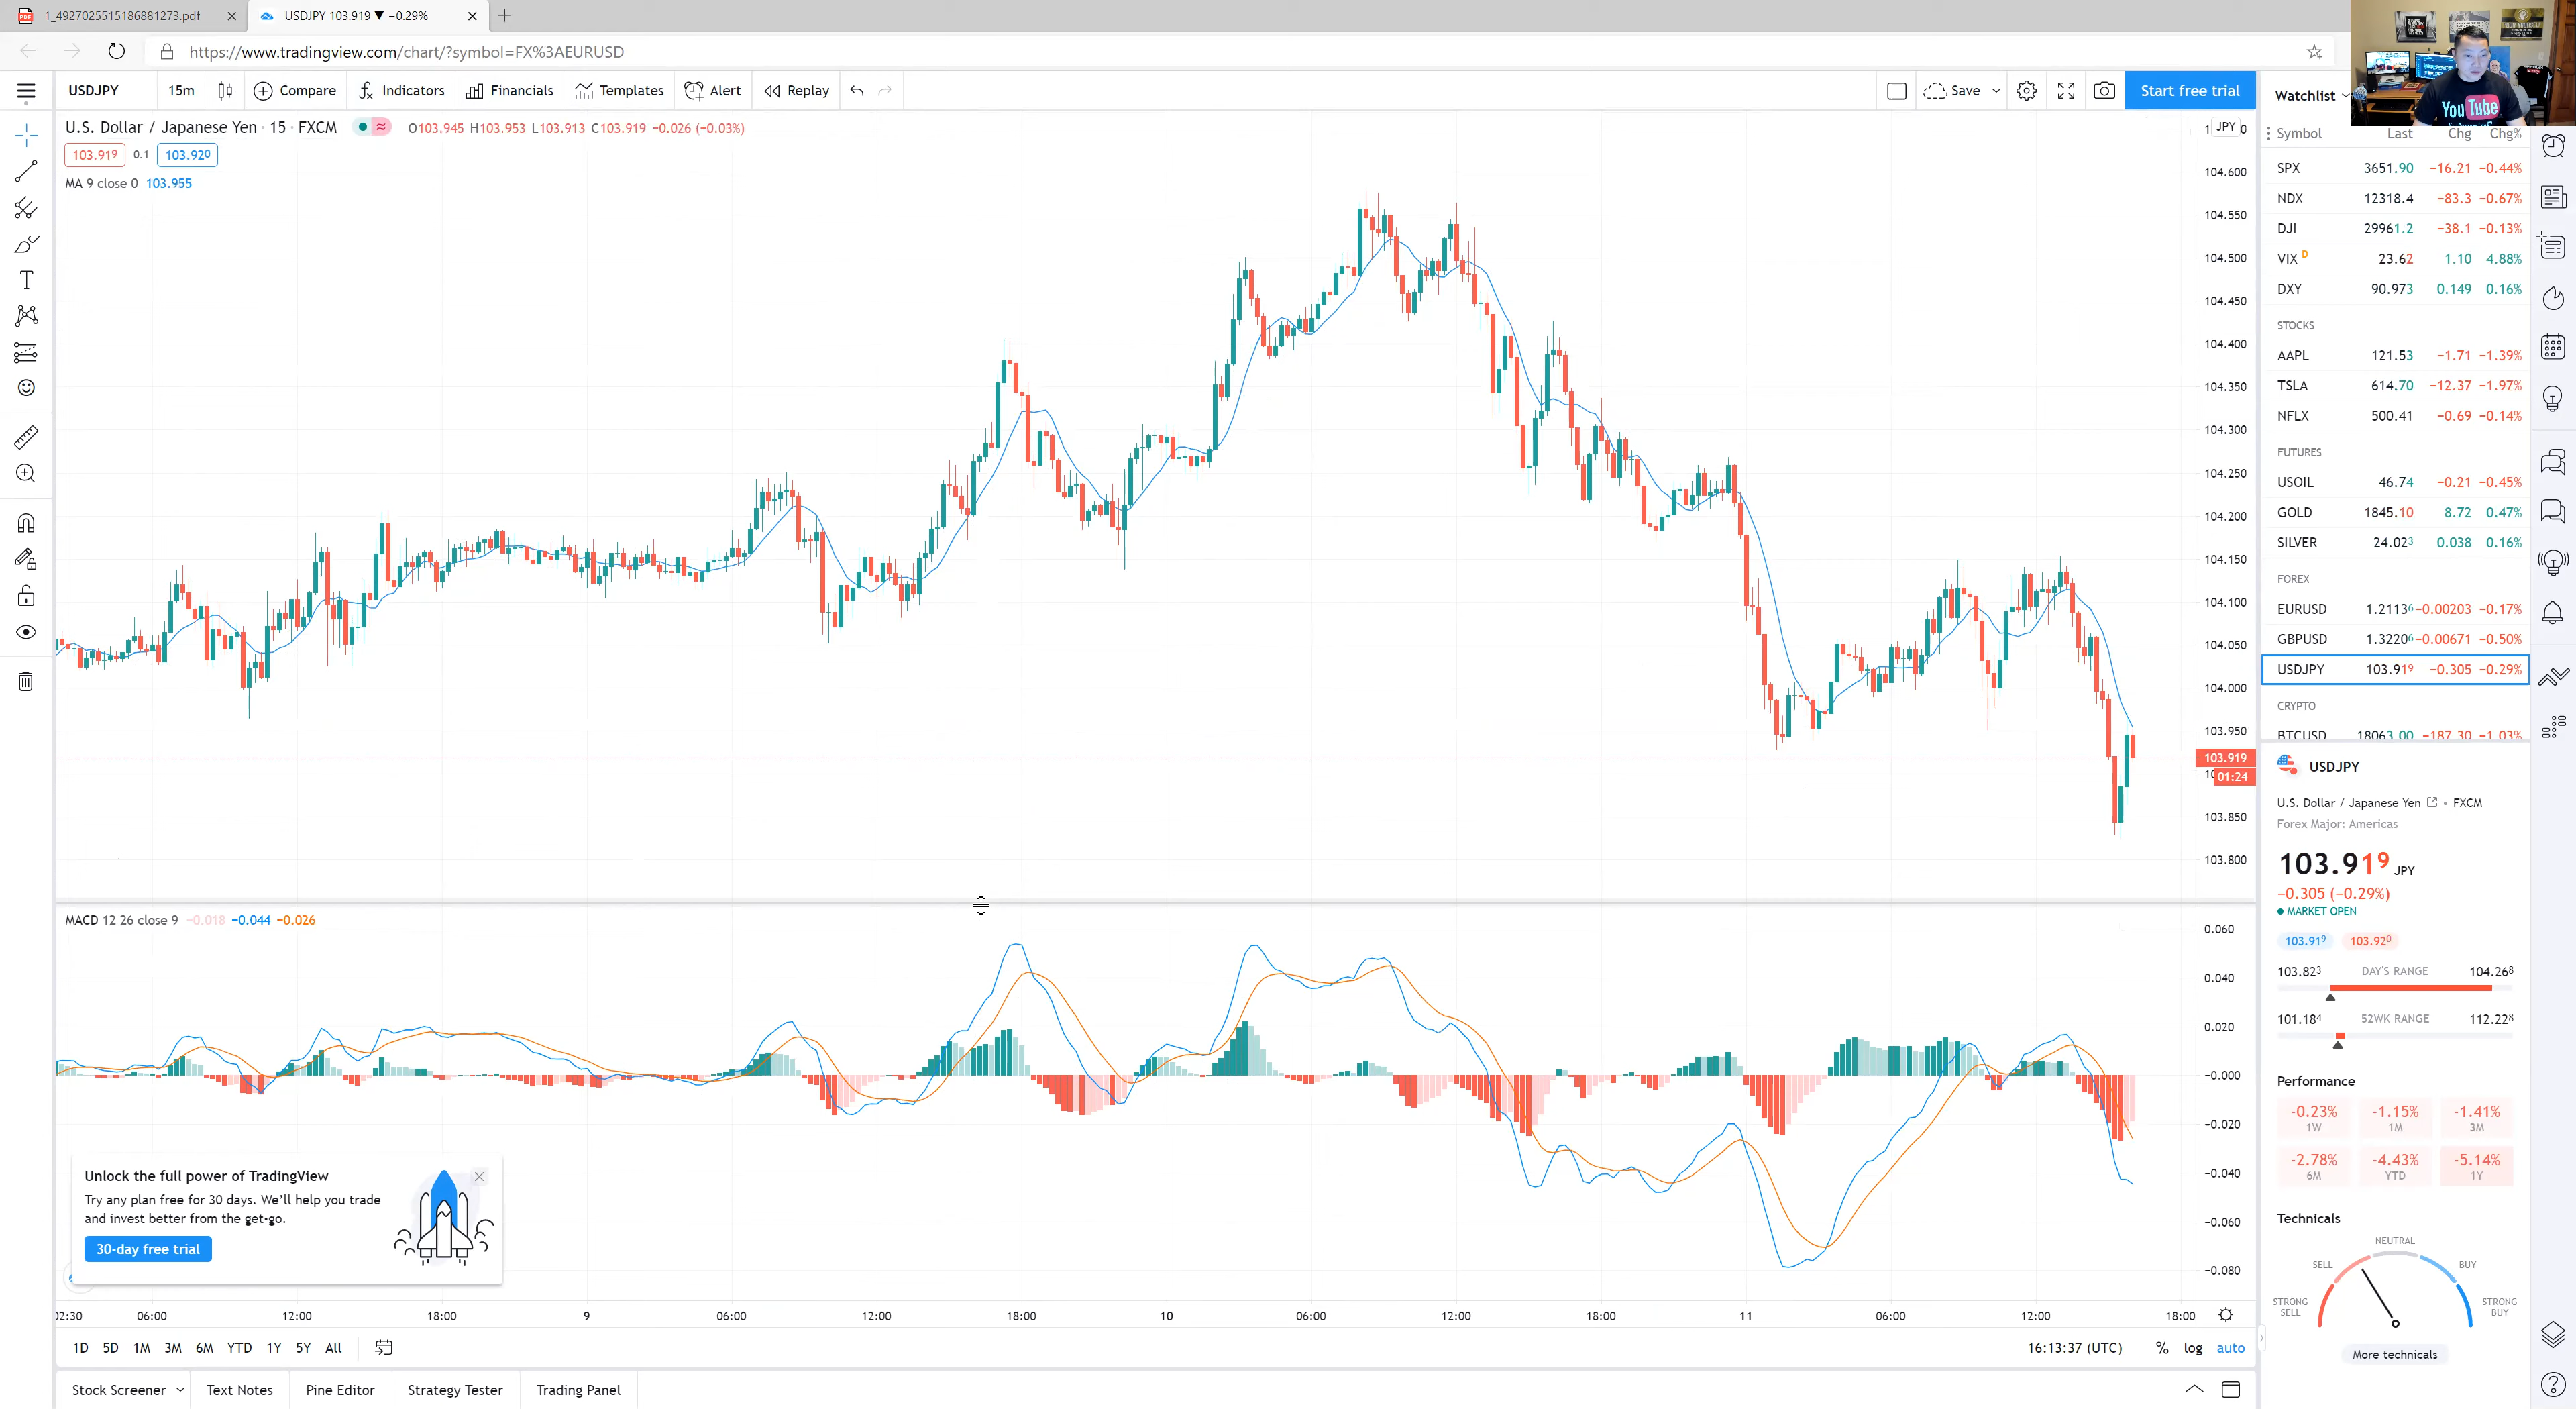 1_4927025515186881273.pdf
USDJPY 103.919 ▼ −0.29%
https://www.tradingview.com/chart/?symbol=FX%3AEURUSD
USDJPY 15m Compare Indicators Financials Templates Alert Replay Save Start free trial
U.S. Dollar / Japanese Yen · 15 · FXCM O103.945 H103.953 L103.913 C103.919 −0.026 (−0.03%)
103.919 0.1 103.920
MA 9 close 0 103.955
JPY
104.600
104.550
104.500
104.450
104.400
104.350
104.300
104.250
104.200
104.150
104.100
104.050
104.000
103.950
103.919
01:24
103.850
103.800
MACD 12 26 close 9 −0.018 −0.044 −0.026
0.060
0.040
0.020
−0.000
−0.020
−0.040
−0.060
−0.080
Unlock the full power of TradingView
Try any plan free for 30 days. We'll help you trade
and invest better from the get-go.
30-day free trial
02:30 06:00 12:00 18:00 9 06:00 12:00 18:00 10 06:00 12:00 18:00 11 06:00 12:00 18:00
1D 5D 1M 3M 6M YTD 1Y 5Y All 16:13:37 (UTC) % log auto
Stock Screener Text Notes Pine Editor Strategy Tester Trading Panel
YouTube
Watchlist
Symbol Last Chg Chg%
SPX 3651.90 −16.21 −0.44%
NDX 12318.4 −83.3 −0.67%
DJI 29961.2 −38.1 −0.13%
VIX D 23.62 1.10 4.88%
DXY 90.973 0.149 0.16%
STOCKS
AAPL 121.53 −1.71 −1.39%
TSLA 614.70 −12.37 −1.97%
NFLX 500.41 −0.69 −0.14%
FUTURES
USOIL 46.74 −0.21 −0.45%
GOLD 1845.10 8.72 0.47%
SILVER 24.023 0.038 0.16%
FOREX
EURUSD 1.21136 −0.00203 −0.17%
GBPUSD 1.32206 −0.00671 −0.50%
USDJPY 103.919 −0.305 −0.29%
CRYPTO
BTCUSD 18063.00 −187.30 −1.03%
USDJPY
U.S. Dollar / Japanese Yen • FXCM
Forex Major: Americas
103.919 JPY
−0.305 (−0.29%)
MARKET OPEN
103.919 103.920
103.823 DAY'S RANGE 104.268
101.184 52WK RANGE 112.228
Performance
-0.23% -1.15% -1.41%
1W 1M 3M
-2.78% -4.43% -5.14%
6M YTD 1Y
Technicals
NEUTRAL
SELL BUY
STRONG SELL STRONG BUY
More technicals